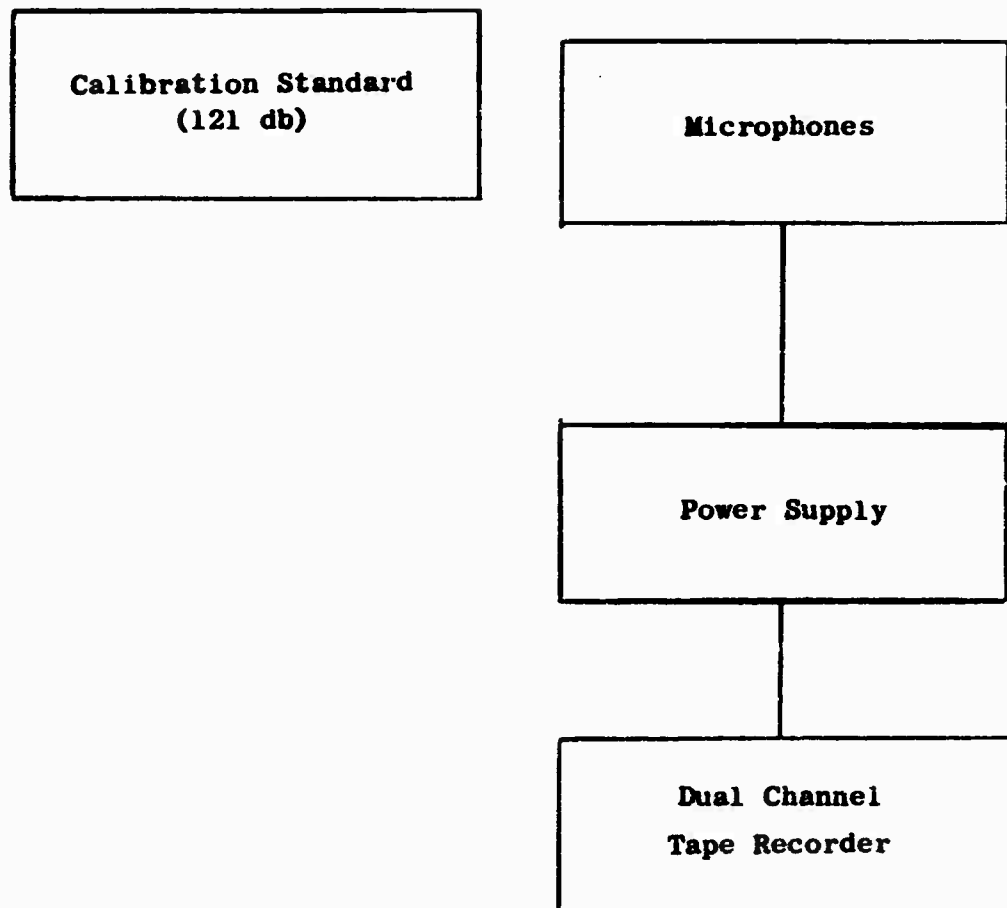 Calibration Standard
(121 db)
Microphones
Power Supply
Dual Channel
Tape Recorder